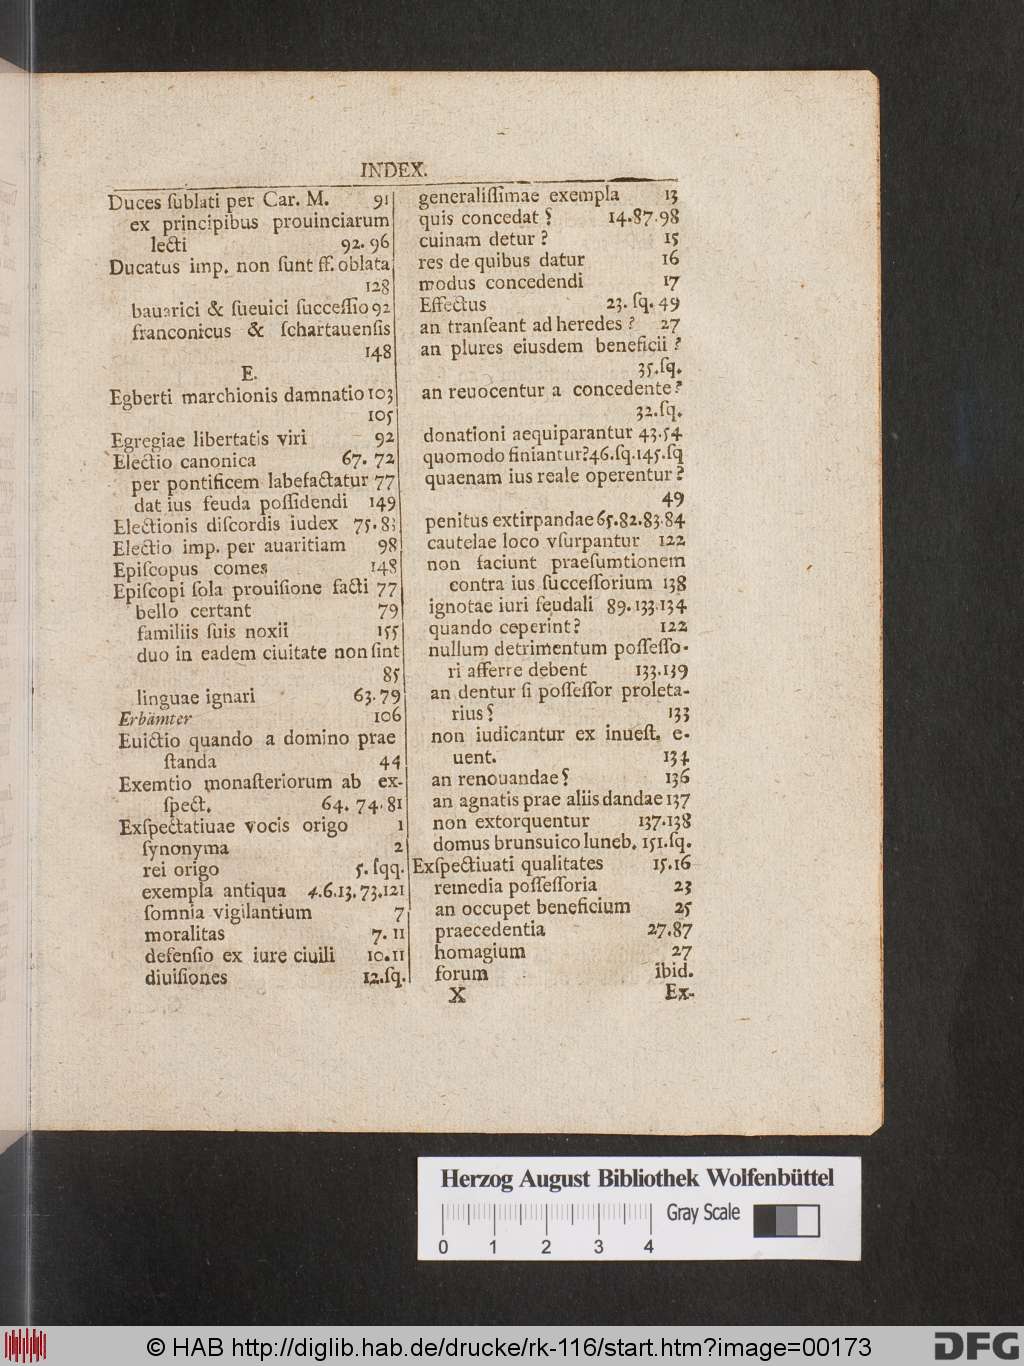 INDEX.
Duces ſublati per Car. M. 91
ex principibus prouinciarum
lecti 92. 96
Ducatus imp. non ſunt ff. oblata
128
bauarici & ſueuici ſucceſſio 92
franconicus & ſchartauenſis
148
E.
Egberti marchionis damnatio 103
105
Egregiae libertatis viri 92
Electio canonica 67. 72
per pontificem labefactatur 77
dat ius feuda poſſidendi 149
Electionis diſcordis iudex 75. 83
Electio imp. per auaritiam 98
Epiſcopus comes 148
Epiſcopi ſola prouiſione facti 77
bello certant 79
familiis ſuis noxii 155
duo in eadem ciuitate non ſint
85
linguae ignari 63. 79
Erbämter 106
Euictio quando a domino prae
ſtanda 44
Exemtio monaſteriorum ab ex-
ſpect. 64. 74. 81
Exſpectatiuae vocis origo 1
ſynonyma 2
rei origo 5. ſqq.
exempla antiqua 4.6.13. 73.121
ſomnia vigilantium 7
moralitas 7. 11
defenſio ex iure ciuili 10.11
diuiſiones 12.ſq.
generaliſſimae exempla 13
quis concedat? 14.87.98
cuinam detur? 15
res de quibus datur 16
modus concedendi 17
Effectus 23. ſq. 49
an tranſeant ad heredes? 27
an plures eiusdem beneficii?
35.ſq.
an reuocentur a concedente?
32.ſq.
donationi aequiparantur 43.54
quomodo finiantur? 46.ſq.145.ſq
quaenam ius reale operentur?
49
penitus extirpandae 65.82.83.84
cautelae loco vſurpantur 122
non faciunt praeſumtionem
contra ius ſucceſſorium 138
ignotae iuri feudali 89.133.134
quando ceperint? 122
nullum detrimentum poſſeſſo-
ri afferre debent 133.139
an dentur ſi poſſeſſor proleta-
rius? 133
non iudicantur ex inueſt. e-
uent. 134
an renouandae? 136
an agnatis prae aliis dandae 137
non extorquentur 137.138
domus brunsuico luneb. 151.ſq.
Exſpectiuati qualitates 15.16
remedia poſſeſſoria 23
an occupet beneficium 25
praecedentia 27.87
homagium 27
forum ibid.
X Ex-
Herzog August Bibliothek Wolfenbüttel
Gray Scale
0 1 2 3 4
© HAB http://diglib.hab.de/drucke/rk-116/start.htm?image=00173
DFG